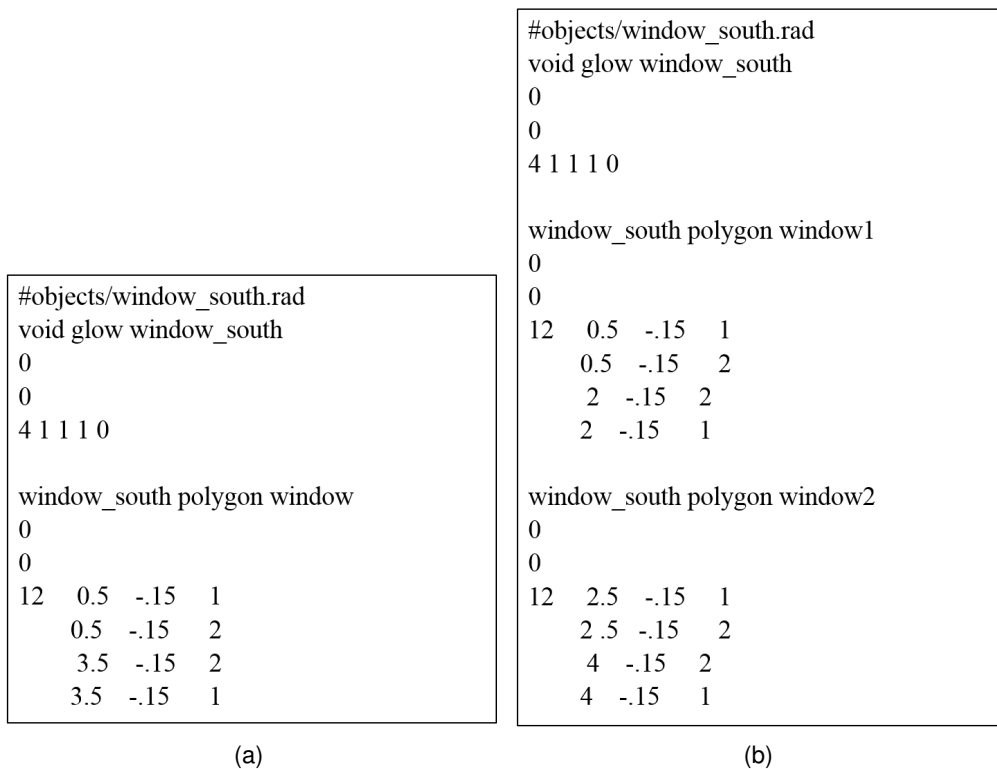 #objects/window_south.rad
void glow window_south
0
0
4 1 1 1 0
window_south polygon window
0
0
12 0.5 -.15 1
0.5 -.15 2
3.5 -.15 2
3.5 -.15 1
(a)
#objects/window_south.rad
void glow window_south
0
0
4 1 1 1 0
window_south polygon window1
0
0
12 0.5 -.15 1
0.5 -.15 2
2 -.15 2
2 -.15 1
window_south polygon window2
0
0
12 2.5 -.15 1
2 .5 -.15 2
4 -.15 2
4 -.15 1
(b)